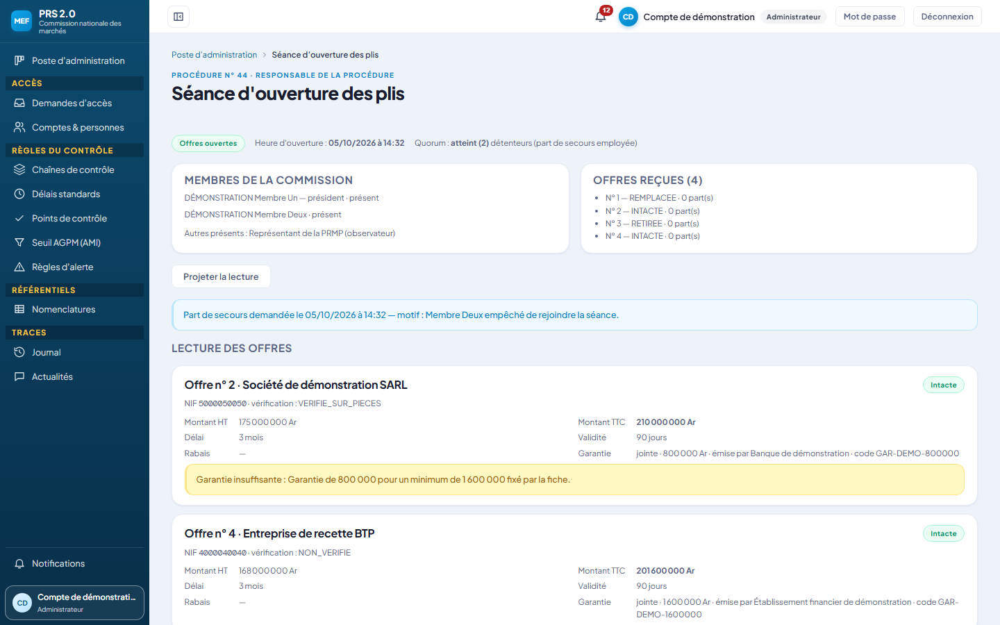 MEF
PRS 2.0
Commission nationale des
marchés
Poste d'administration
ACCÈS
Demandes d'accès
Comptes & personnes
RÈGLES DU CONTRÔLE
Chaînes de contrôle
Délais standards
Points de contrôle
Seuil AGPM (AMI)
Règles d'alerte
RÉFÉRENTIELS
Nomenclatures
TRACES
Journal
Actualités
Notifications
CD
Compte de démonstrati...
Administrateur
12
CD
Compte de démonstration
Administrateur
Mot de passe
Déconnexion
Poste d'administration > Séance d'ouverture des plis
PROCÉDURE N° 44 · RESPONSABLE DE LA PROCÉDURE
Séance d'ouverture des plis
Offres ouvertes
Heure d'ouverture : 05/10/2026 à 14:32
Quorum : atteint (2) détenteurs (part de secours employée)
MEMBRES DE LA COMMISSION
DÉMONSTRATION Membre Un — président · présent
DÉMONSTRATION Membre Deux · présent
Autres présents : Représentant de la PRMP (observateur)
OFFRES REÇUES (4)
• N° 1 — REMPLACEE · 0 part(s)
• N° 2 — INTACTE · 0 part(s)
• N° 3 — RETIREE · 0 part(s)
• N° 4 — INTACTE · 0 part(s)
Projeter la lecture
Part de secours demandée le 05/10/2026 à 14:32 — motif : Membre Deux empêché de rejoindre la séance.
LECTURE DES OFFRES
Offre n° 2 · Société de démonstration SARL
Intacte
NIF 5000050050 · vérification : VERIFIE_SUR_PIECES
Montant HT 175 000 000 Ar
Montant TTC 210 000 000 Ar
Délai 3 mois
Validité 90 jours
Rabais —
Garantie jointe · 800 000 Ar · émise par Banque de démonstration · code GAR-DEMO-800000
Garantie insuffisante : Garantie de 800 000 pour un minimum de 1 600 000 fixé par la fiche.
Offre n° 4 · Entreprise de recette BTP
Intacte
NIF 4000040040 · vérification : NON_VERIFIE
Montant HT 168 000 000 Ar
Montant TTC 201 600 000 Ar
Délai 3 mois
Validité 90 jours
Rabais —
Garantie jointe · 1 600 000 Ar · émise par Établissement financier de démonstration · code GAR-
DEMO-1600000